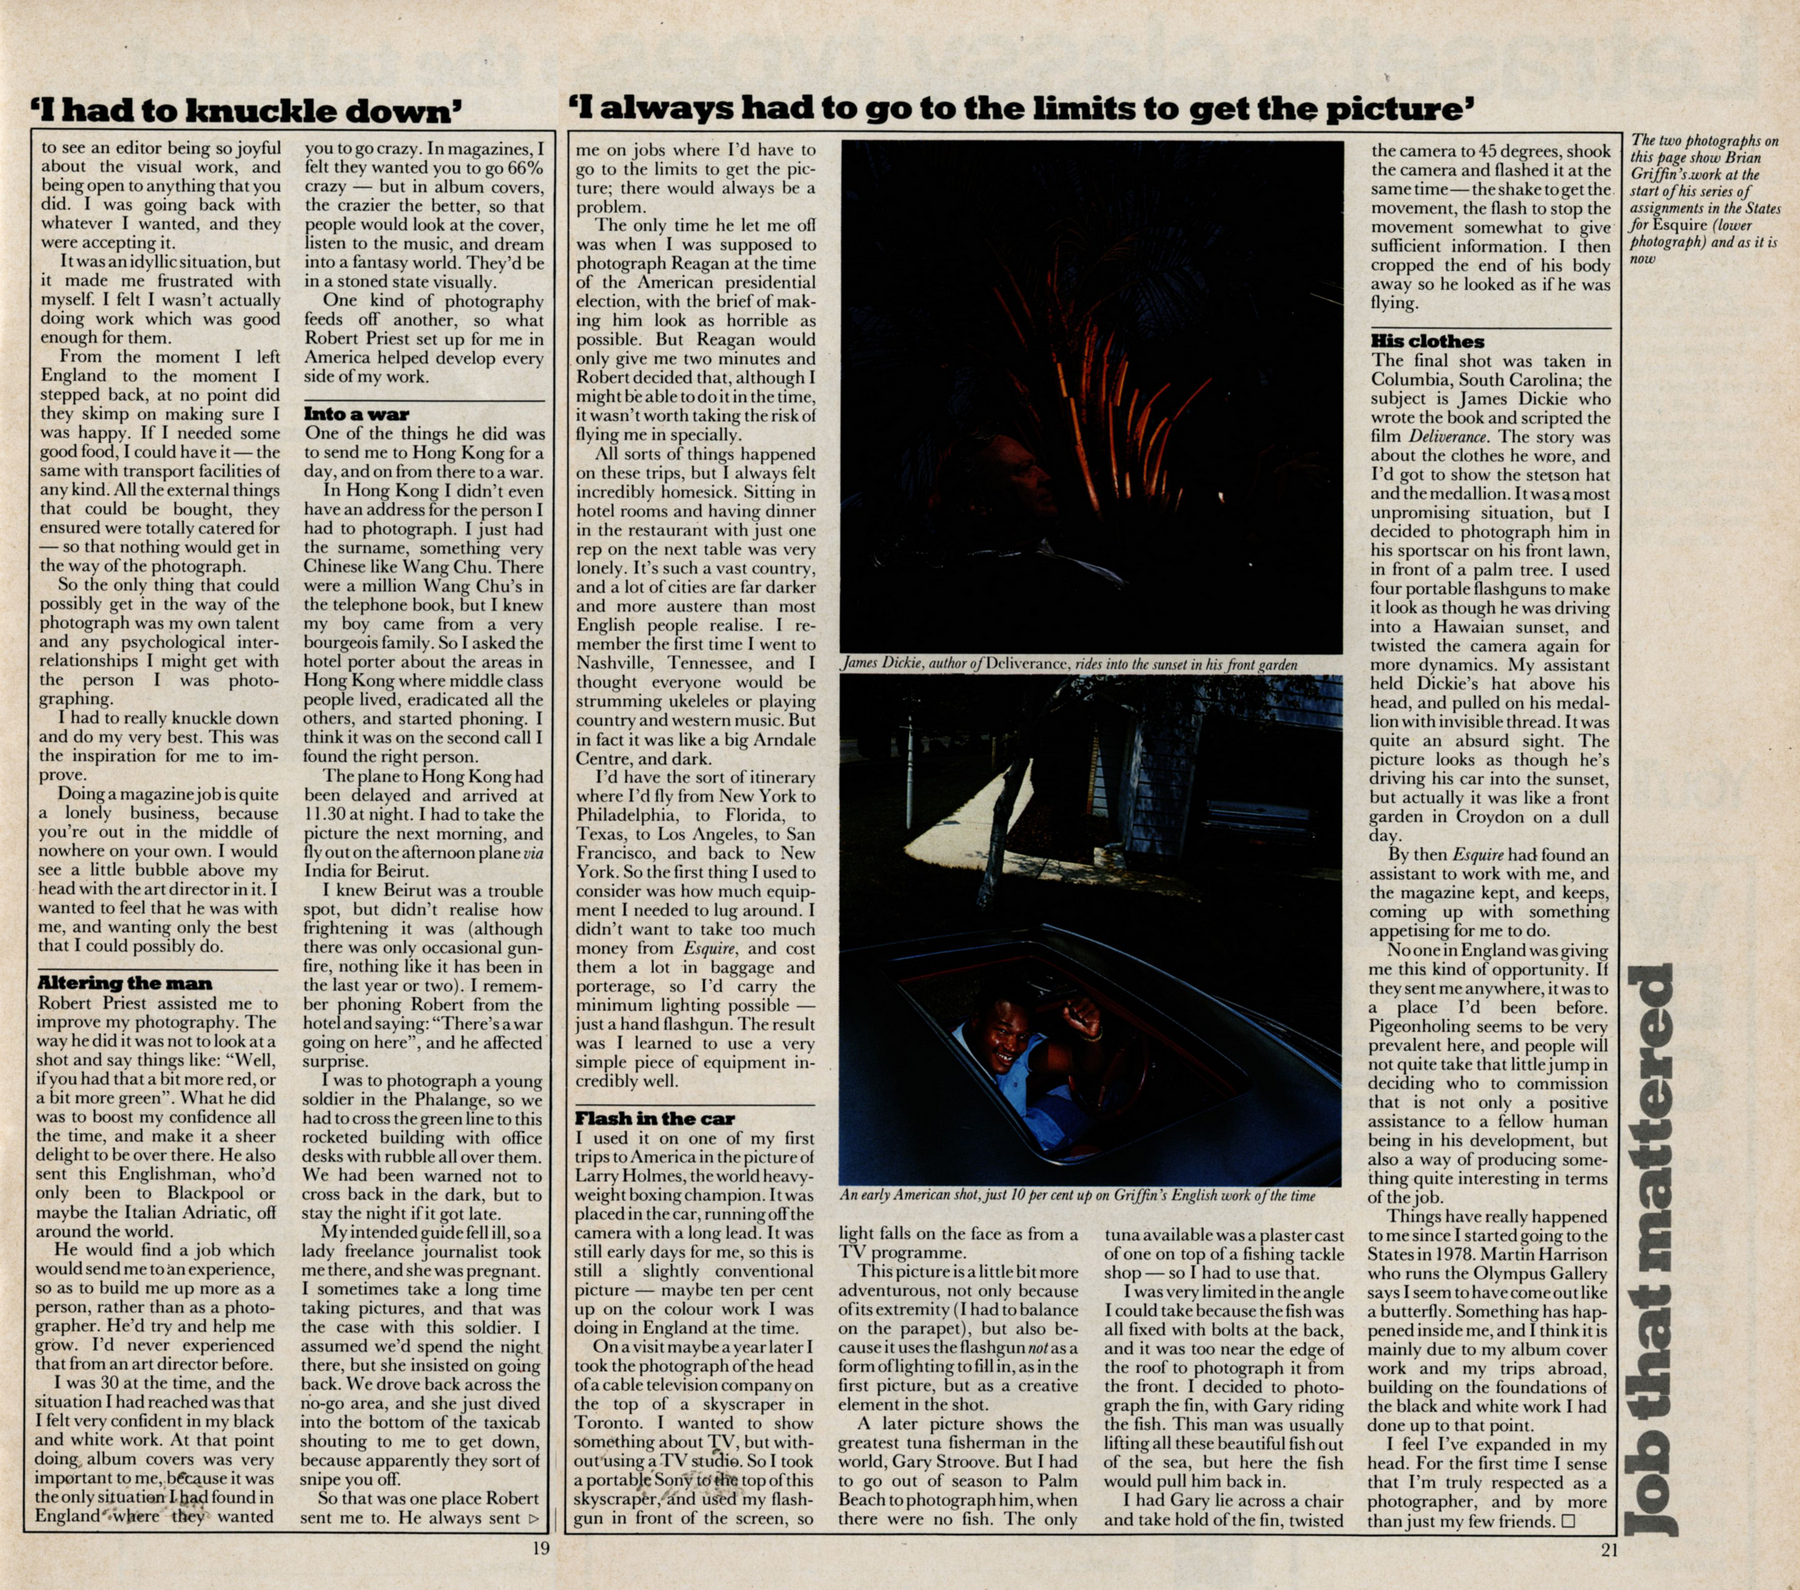 'I had to knuckle down'
to see an editor being so joyful
about the visual work, and
being open to anything that you
did. I was going back with
whatever I wanted, and they
were accepting it.
It was an idyllic situation, but
it made me frustrated with
myself. I felt I wasn't actually
doing work which was good
enough for them.
From the moment I left
England to the moment I
stepped back, at no point did
they skimp on making sure I
was happy. If I needed some
good food, I could have it — the
same with transport facilities of
any kind. All the external things
that could be bought, they
ensured were totally catered for
— so that nothing would get in
the way of the photograph.
So the only thing that could
possibly get in the way of the
photograph was my own talent
and any psychological inter-
relationships I might get with
the person I was photo-
graphing.
I had to really knuckle down
and do my very best. This was
the inspiration for me to im-
prove.
Doing a magazine job is quite
a lonely business, because
you're out in the middle of
nowhere on your own. I would
see a little bubble above my
head with the art director in it. I
wanted to feel that he was with
me, and wanting only the best
that I could possibly do.
Altering the man
Robert Priest assisted me to
improve my photography. The
way he did it was not to look at a
shot and say things like: "Well,
if you had that a bit more red, or
a bit more green". What he did
was to boost my confidence all
the time, and make it a sheer
delight to be over there. He also
sent this Englishman, who'd
only been to Blackpool or
maybe the Italian Adriatic, off
around the world.
He would find a job which
would send me to an experience,
so as to build me up more as a
person, rather than as a photo-
grapher. He'd try and help me
grow. I'd never experienced
that from an art director before.
I was 30 at the time, and the
situation I had reached was that
I felt very confident in my black
and white work. At that point
doing album covers was very
important to me, because it was
the only situation I had found in
England where they wanted
you to go crazy. In magazines, I
felt they wanted you to go 66%
crazy — but in album covers,
the crazier the better, so that
people would look at the cover,
listen to the music, and dream
into a fantasy world. They'd be
in a stoned state visually.
One kind of photography
feeds off another, so what
Robert Priest set up for me in
America helped develop every
side of my work.
Into a war
One of the things he did was
to send me to Hong Kong for a
day, and on from there to a war.
In Hong Kong I didn't even
have an address for the person I
had to photograph. I just had
the surname, something very
Chinese like Wang Chu. There
were a million Wang Chu's in
the telephone book, but I knew
my boy came from a very
bourgeois family. So I asked the
hotel porter about the areas in
Hong Kong where middle class
people lived, eradicated all the
others, and started phoning. I
think it was on the second call I
found the right person.
The plane to Hong Kong had
been delayed and arrived at
11.30 at night. I had to take the
picture the next morning, and
fly out on the afternoon plane via
India for Beirut.
I knew Beirut was a trouble
spot, but didn't realise how
frightening it was (although
there was only occasional gun-
fire, nothing like it has been in
the last year or two). I remem-
ber phoning Robert from the
hotel and saying: "There's a war
going on here", and he affected
surprise.
I was to photograph a young
soldier in the Phalange, so we
had to cross the green line to this
rocketed building with office
desks with rubble all over them.
We had been warned not to
cross back in the dark, but to
stay the night if it got late.
My intended guide fell ill, so a
lady freelance journalist took
me there, and she was pregnant.
I sometimes take a long time
taking pictures, and that was
the case with this soldier. I
assumed we'd spend the night
there, but she insisted on going
back. We drove back across the
no-go area, and she just dived
into the bottom of the taxicab
shouting to me to get down,
because apparently they sort of
snipe you off.
So that was one place Robert
sent me to. He always sent ▷
19
'I always had to go to the limits to get the picture'
me on jobs where I'd have to
go to the limits to get the pic-
ture; there would always be a
problem.
The only time he let me off
was when I was supposed to
photograph Reagan at the time
of the American presidential
election, with the brief of mak-
ing him look as horrible as
possible. But Reagan would
only give me two minutes and
Robert decided that, although I
might be able to do it in the time,
it wasn't worth taking the risk of
flying me in specially.
All sorts of things happened
on these trips, but I always felt
incredibly homesick. Sitting in
hotel rooms and having dinner
in the restaurant with just one
rep on the next table was very
lonely. It's such a vast country,
and a lot of cities are far darker
and more austere than most
English people realise. I re-
member the first time I went to
Nashville, Tennessee, and I
thought everyone would be
strumming ukeleles or playing
country and western music. But
in fact it was like a big Arndale
Centre, and dark.
I'd have the sort of itinerary
where I'd fly from New York to
Philadelphia, to Florida, to
Texas, to Los Angeles, to San
Francisco, and back to New
York. So the first thing I used to
consider was how much equip-
ment I needed to lug around. I
didn't want to take too much
money from Esquire, and cost
them a lot in baggage and
porterage, so I'd carry the
minimum lighting possible —
just a hand flashgun. The result
was I learned to use a very
simple piece of equipment in-
credibly well.
Flash in the car
I used it on one of my first
trips to America in the picture of
Larry Holmes, the world heavy-
weight boxing champion. It was
placed in the car, running off the
camera with a long lead. It was
still early days for me, so this is
still a slightly conventional
picture — maybe ten per cent
up on the colour work I was
doing in England at the time.
On a visit maybe a year later I
took the photograph of the head
of a cable television company on
the top of a skyscraper in
Toronto. I wanted to show
something about TV, but with-
out using a TV studio. So I took
a portable Sony to the top of this
skyscraper, and used my flash-
gun in front of the screen, so
James Dickie, author of Deliverance, rides into the sunset in his front garden
An early American shot, just 10 per cent up on Griffin's English work of the time
light falls on the face as from a
TV programme.
This picture is a little bit more
adventurous, not only because
of its extremity (I had to balance
on the parapet), but also be-
cause it uses the flashgun not as a
form of lighting to fill in, as in the
first picture, but as a creative
element in the shot.
A later picture shows the
greatest tuna fisherman in the
world, Gary Stroove. But I had
to go out of season to Palm
Beach to photograph him, when
there were no fish. The only
tuna available was a plaster cast
of one on top of a fishing tackle
shop — so I had to use that.
I was very limited in the angle
I could take because the fish was
all fixed with bolts at the back,
and it was too near the edge of
the roof to photograph it from
the front. I decided to photo-
graph the fin, with Gary riding
the fish. This man was usually
lifting all these beautiful fish out
of the sea, but here the fish
would pull him back in.
I had Gary lie across a chair
and take hold of the fin, twisted
the camera to 45 degrees, shook
the camera and flashed it at the
same time — the shake to get the
movement, the flash to stop the
movement somewhat to give
sufficient information. I then
cropped the end of his body
away so he looked as if he was
flying.
His clothes
The final shot was taken in
Columbia, South Carolina; the
subject is James Dickie who
wrote the book and scripted the
film Deliverance. The story was
about the clothes he wore, and
I'd got to show the stetson hat
and the medallion. It was a most
unpromising situation, but I
decided to photograph him in
his sportscar on his front lawn,
in front of a palm tree. I used
four portable flashguns to make
it look as though he was driving
into a Hawaian sunset, and
twisted the camera again for
more dynamics. My assistant
held Dickie's hat above his
head, and pulled on his medal-
lion with invisible thread. It was
quite an absurd sight. The
picture looks as though he's
driving his car into the sunset,
but actually it was like a front
garden in Croydon on a dull
day.
By then Esquire had found an
assistant to work with me, and
the magazine kept, and keeps,
coming up with something
appetising for me to do.
No one in England was giving
me this kind of opportunity. If
they sent me anywhere, it was to
a place I'd been before.
Pigeonholing seems to be very
prevalent here, and people will
not quite take that little jump in
deciding who to commission
that is not only a positive
assistance to a fellow human
being in his development, but
also a way of producing some-
thing quite interesting in terms
of the job.
Things have really happened
to me since I started going to the
States in 1978. Martin Harrison
who runs the Olympus Gallery
says I seem to have come out like
a butterfly. Something has hap-
pened inside me, and I think it is
mainly due to my album cover
work and my trips abroad,
building on the foundations of
the black and white work I had
done up to that point.
I feel I've expanded in my
head. For the first time I sense
that I'm truly respected as a
photographer, and by more
than just my few friends. □
The two photographs on
this page show Brian
Griffin's work at the
start of his series of
assignments in the States
for Esquire (lower
photograph) and as it is
now
Job that mattered
21